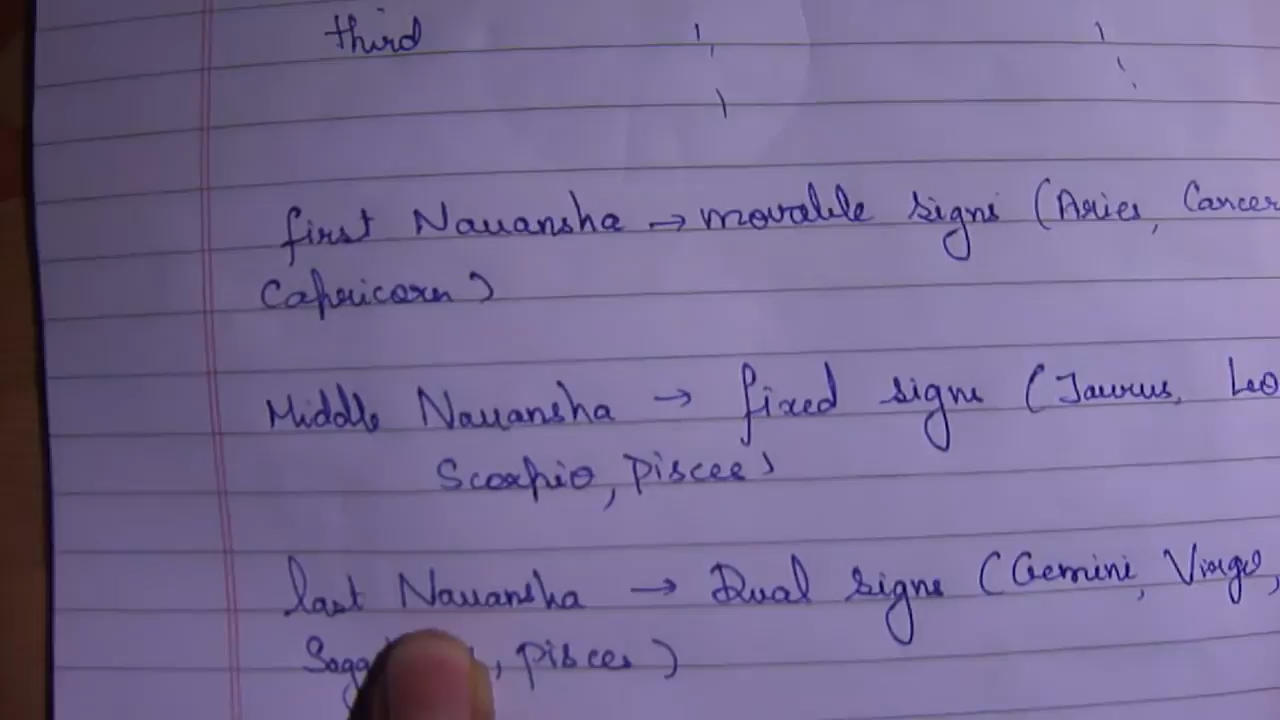 third
first Navansha → movable signs (Aries, Cancer
Capricorn)
Middle Navansha → fixed signs (Taurus, Leo
Scorpio, Pisces)
last Navansha → Dual signs (Gemini, Virgo,
, Pisces)